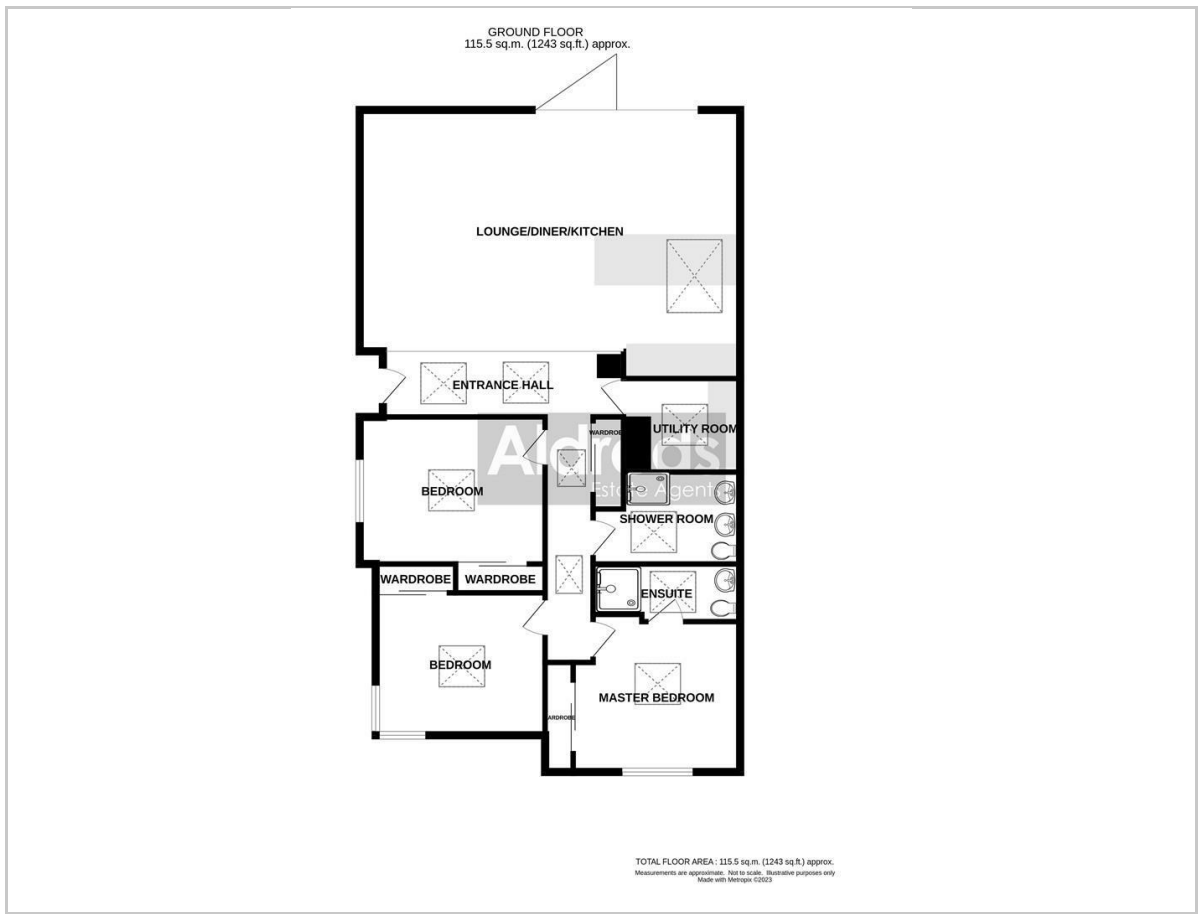 GROUND FLOOR
115.5 sq.m. (1243 sq.ft.) approx.
LOUNGE/DINER/KITCHEN
ENTRANCE HALL
UTILITY ROOM
WARDROBE
Aldreds
Estate Agents
BEDROOM
SHOWER ROOM
WARDROBE
WARDROBE
ENSUITE
BEDROOM
MASTER BEDROOM
WARDROBE
TOTAL FLOOR AREA : 115.5 sq.m. (1243 sq.ft.) approx.
Measurements are approximate. Not to scale. Illustrative purposes only
Made with Metropix ©2023